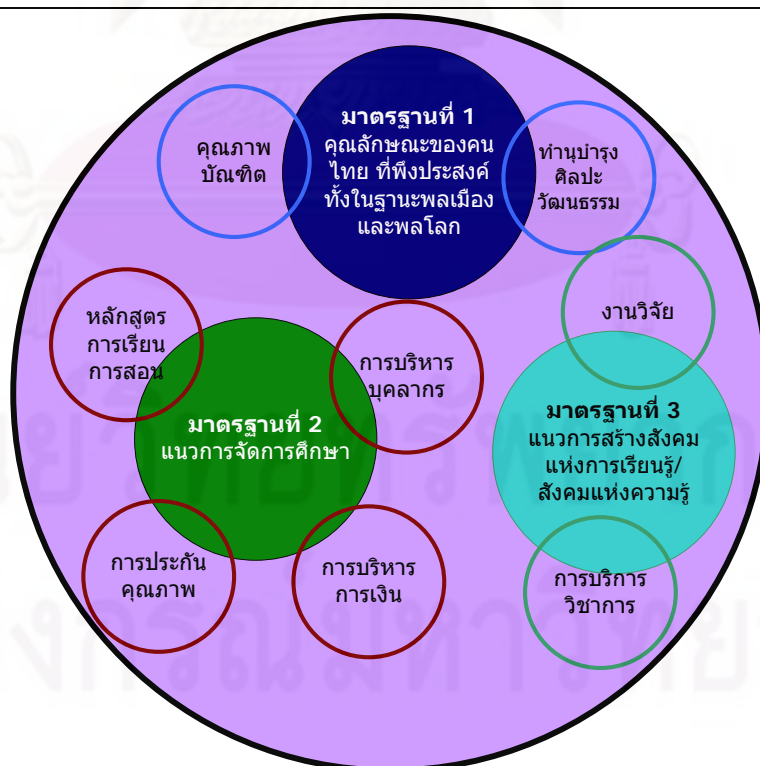 มาตรฐานที่ 1
คุณลักษณะของคน
ไทย ที่พึงประสงค์
ทั้งในฐานะพลเมือง
และพลโลก
คุณภาพ
บัณฑิต
ทำนุบำรุง
ศิลปะ
วัฒนธรรม
งานวิจัย
หลักสูตร
การเรียน
การสอน
การบริหาร
บุคลากร
มาตรฐานที่ 2
แนวการจัดการศึกษา
มาตรฐานที่ 3
แนวการสร้างสังคม
แห่งการเรียนรู้/
สังคมแห่งความรู้
การประกัน
คุณภาพ
การบริหาร
การเงิน
การบริการ
วิชาการ